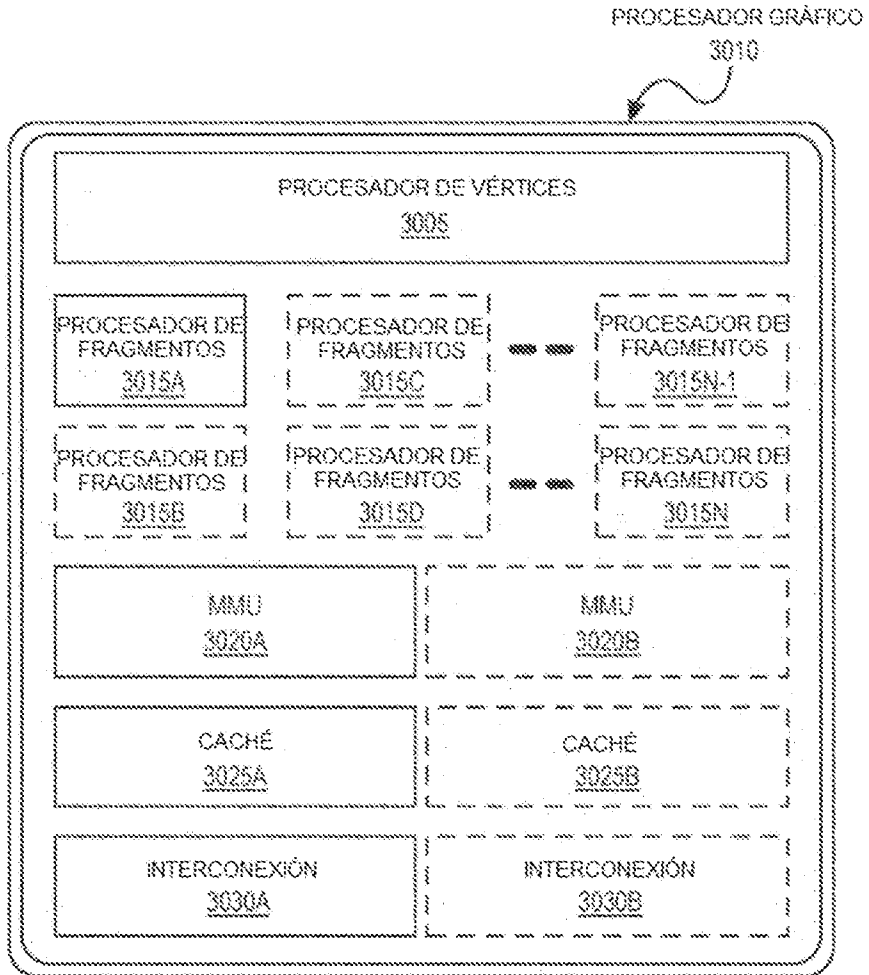 PROCESADOR GRÁFICO
3010
PROCESADOR DE VÉRTICES
3005
PROCESADOR DE
FRAGMENTOS
3015A
PROCESADOR DE
FRAGMENTOS
3015C
PROCESADOR DE
FRAGMENTOS
3015N-1
PROCESADOR DE
FRAGMENTOS
3015B
PROCESADOR DE
FRAGMENTOS
3015D
PROCESADOR DE
FRAGMENTOS
3015N
MMU
3020A
MMU
3020B
CACHÉ
3025A
CACHÉ
3025B
INTERCONEXIÓN
3030A
INTERCONEXIÓN
3030B